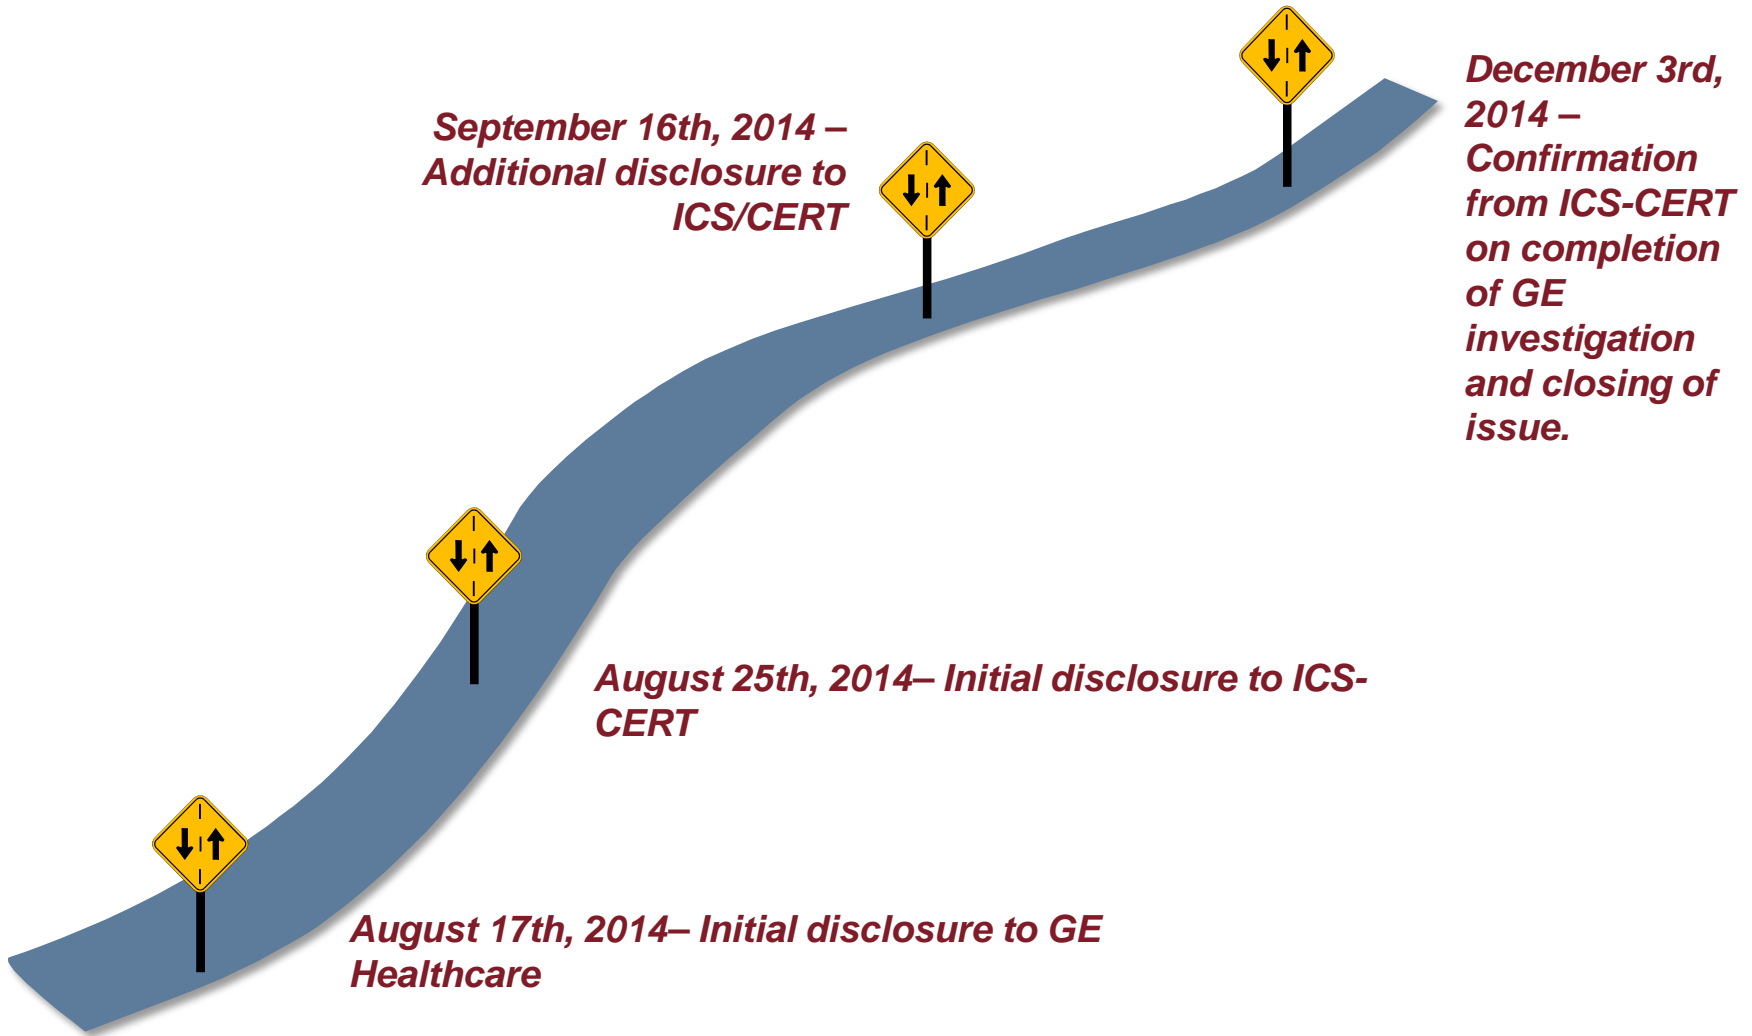 September 16th, 2014 –
Additional disclosure to
ICS/CERT
December 3rd,
2014 –
Confirmation
from ICS-CERT
on completion
of GE
investigation
and closing of
issue.
August 25th, 2014– Initial disclosure to ICS-
CERT
August 17th, 2014– Initial disclosure to GE
Healthcare